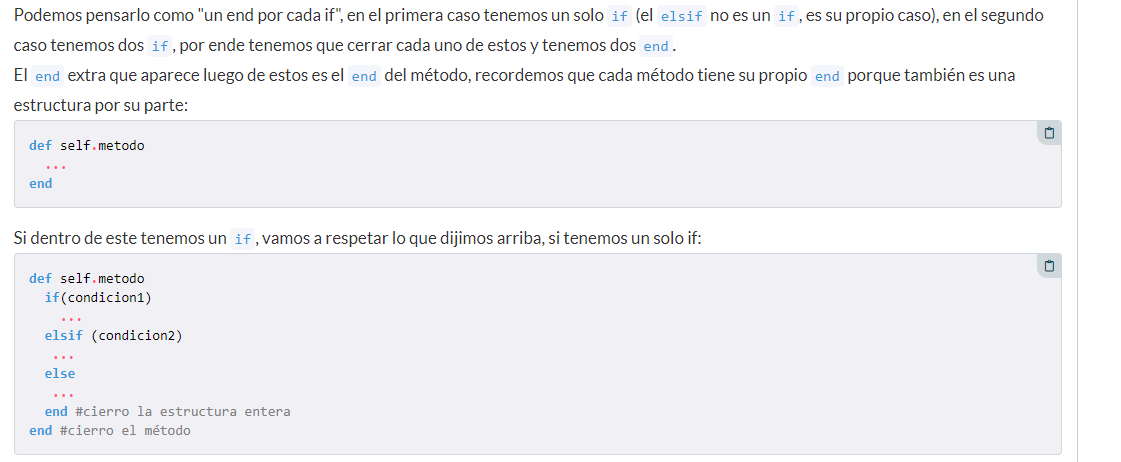 Podemos pensarlo como "un end por cada if", en el primera caso tenemos un solo if (el elsif no es un if, es su propio caso), en el segundo
caso tenemos dos if, por ende tenemos que cerrar cada uno de estos y tenemos dos end.
El end extra que aparece luego de estos es el end del método, recordemos que cada método tiene su propio end porque también es una
estructura por su parte:
def self.metodo
...
end
Si dentro de este tenemos un if, vamos a respetar lo que dijimos arriba, si tenemos un solo if:
def self.metodo
if(condicion1)
...
elsif (condicion2)
...
else
...
end #cierro la estructura entera
end #cierro el método